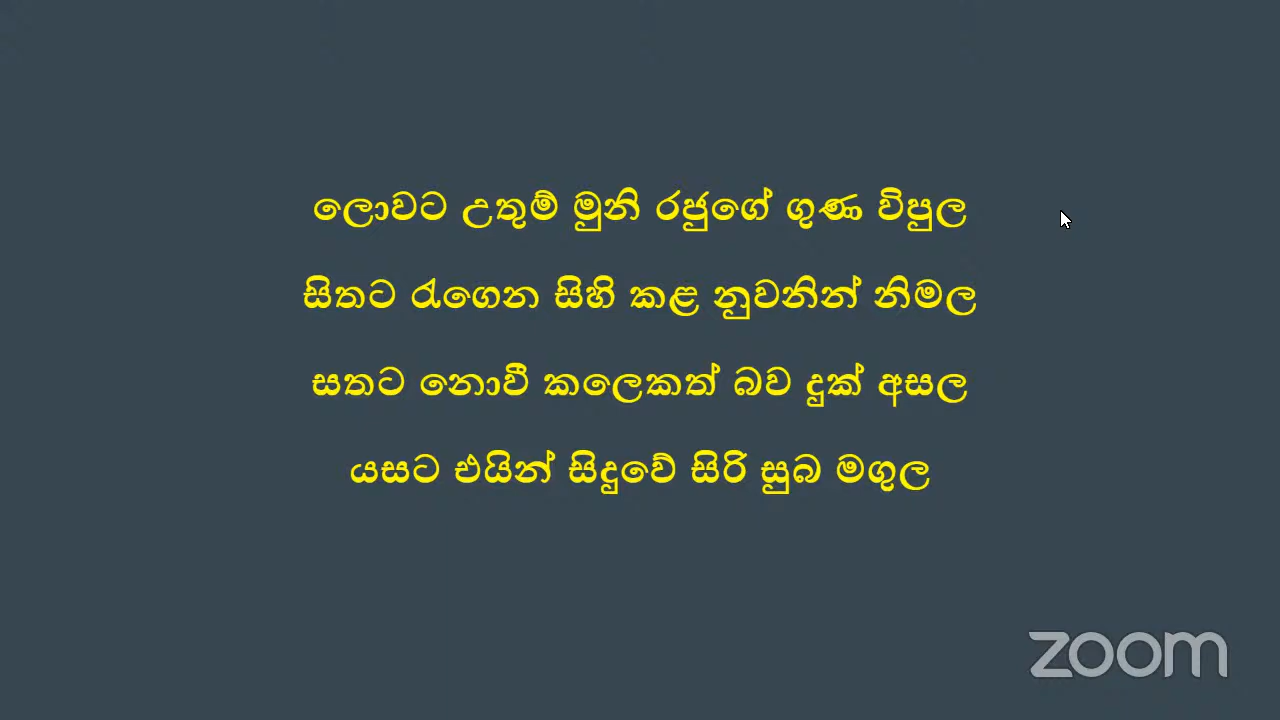 ලොවට උතුම් මුනි රජුගේ ගුණ විපුල
සිතට රැගෙන සිහි කළ නුවනින් නිමල
සතට නොවී කලෙකත් බව දුක් අසල
යසට එයින් සිදුවේ සිරි සුබ මගුල
zoom